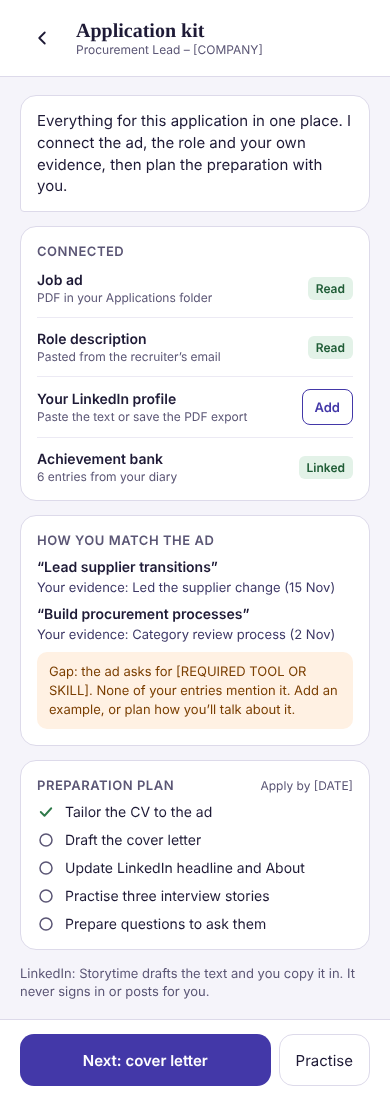 Application kit
Procurement Lead – [COMPANY]
Everything for this application in one place. I
connect the ad, the role and your own
evidence, then plan the preparation with
you.
CONNECTED
Job ad
PDF in your Applications folder
Read
Role description
Pasted from the recruiter’s email
Read
Your LinkedIn profile
Paste the text or save the PDF export
Add
Achievement bank
6 entries from your diary
Linked
HOW YOU MATCH THE AD
“Lead supplier transitions”
Your evidence: Led the supplier change (15 Nov)
“Build procurement processes”
Your evidence: Category review process (2 Nov)
Gap: the ad asks for [REQUIRED TOOL OR
SKILL]. None of your entries mention it. Add an
example, or plan how you’ll talk about it.
PREPARATION PLAN
Apply by [DATE]
Tailor the CV to the ad
Draft the cover letter
Update LinkedIn headline and About
Practise three interview stories
Prepare questions to ask them
LinkedIn: Storytime drafts the text and you copy it in. It
never signs in or posts for you.
Next: cover letter
Practise